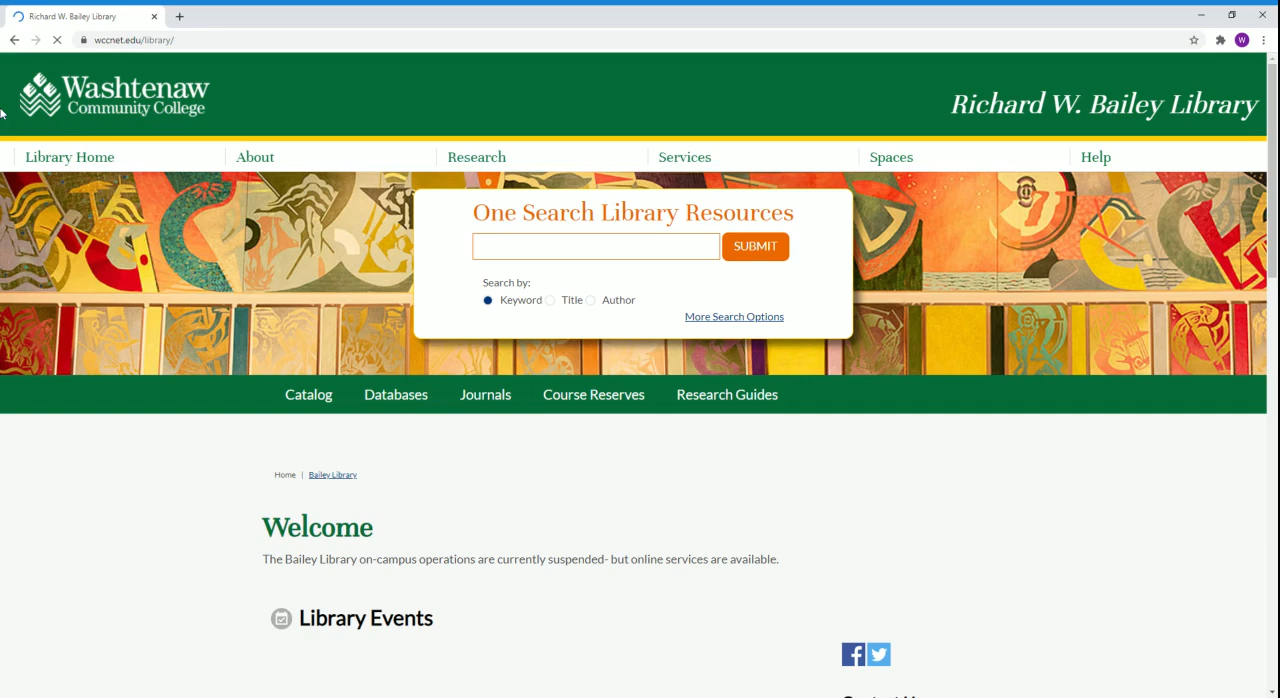 Richard W. Bailey Library
wccnet.edu/library/
W
Washtenaw
Community College
Richard W. Bailey Library
Library Home About Research Services Spaces Help
One Search Library Resources
SUBMIT
Search by:
Keyword Title Author
More Search Options
Catalog Databases Journals Course Reserves Research Guides
Home | Bailey Library
Welcome
The Bailey Library on-campus operations are currently suspended- but online services are available.
Library Events